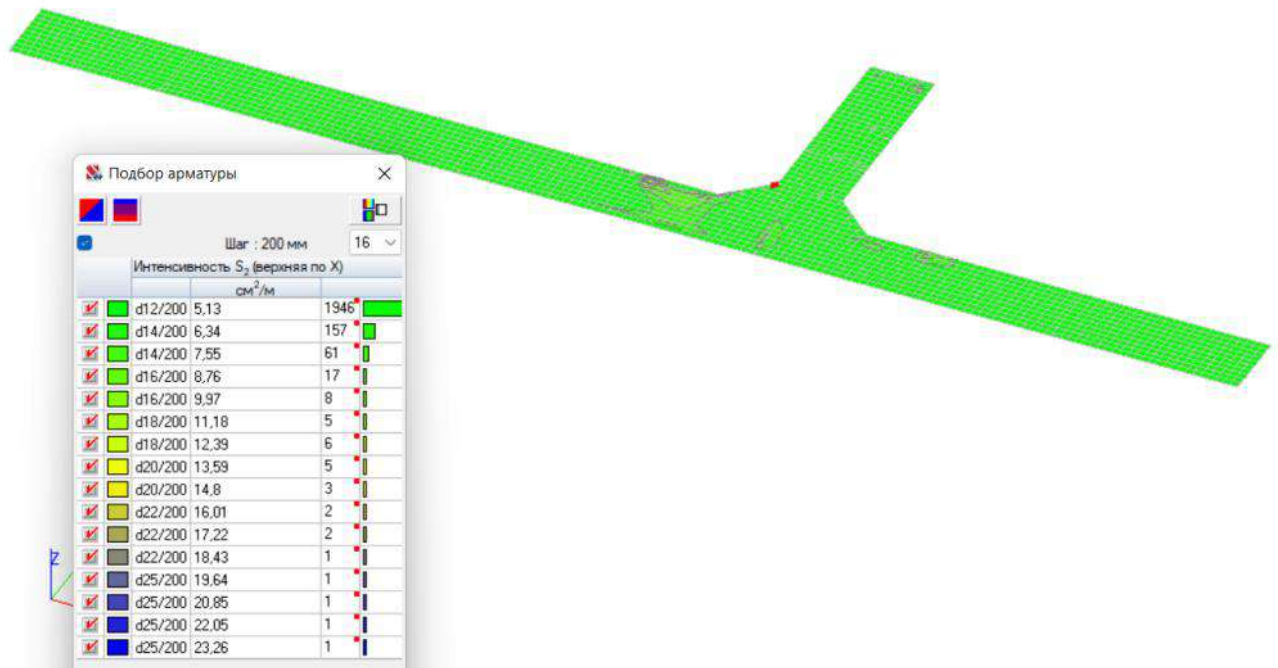 Подбор арматуры
Шаг : 200 мм 16
Интенсивность S2 (верхняя по X)
см2/м
d12/200 5,13 1946
d14/200 6,34 157
d14/200 7,55 61
d16/200 8,76 17
d16/200 9,97 8
d18/200 11,18 5
d18/200 12,39 6
d20/200 13,59 5
d20/200 14,8 3
d22/200 16,01 2
d22/200 17,22 2
d22/200 18,43 1
d25/200 19,64 1
d25/200 20,85 1
d25/200 22,05 1
d25/200 23,26 1
Z